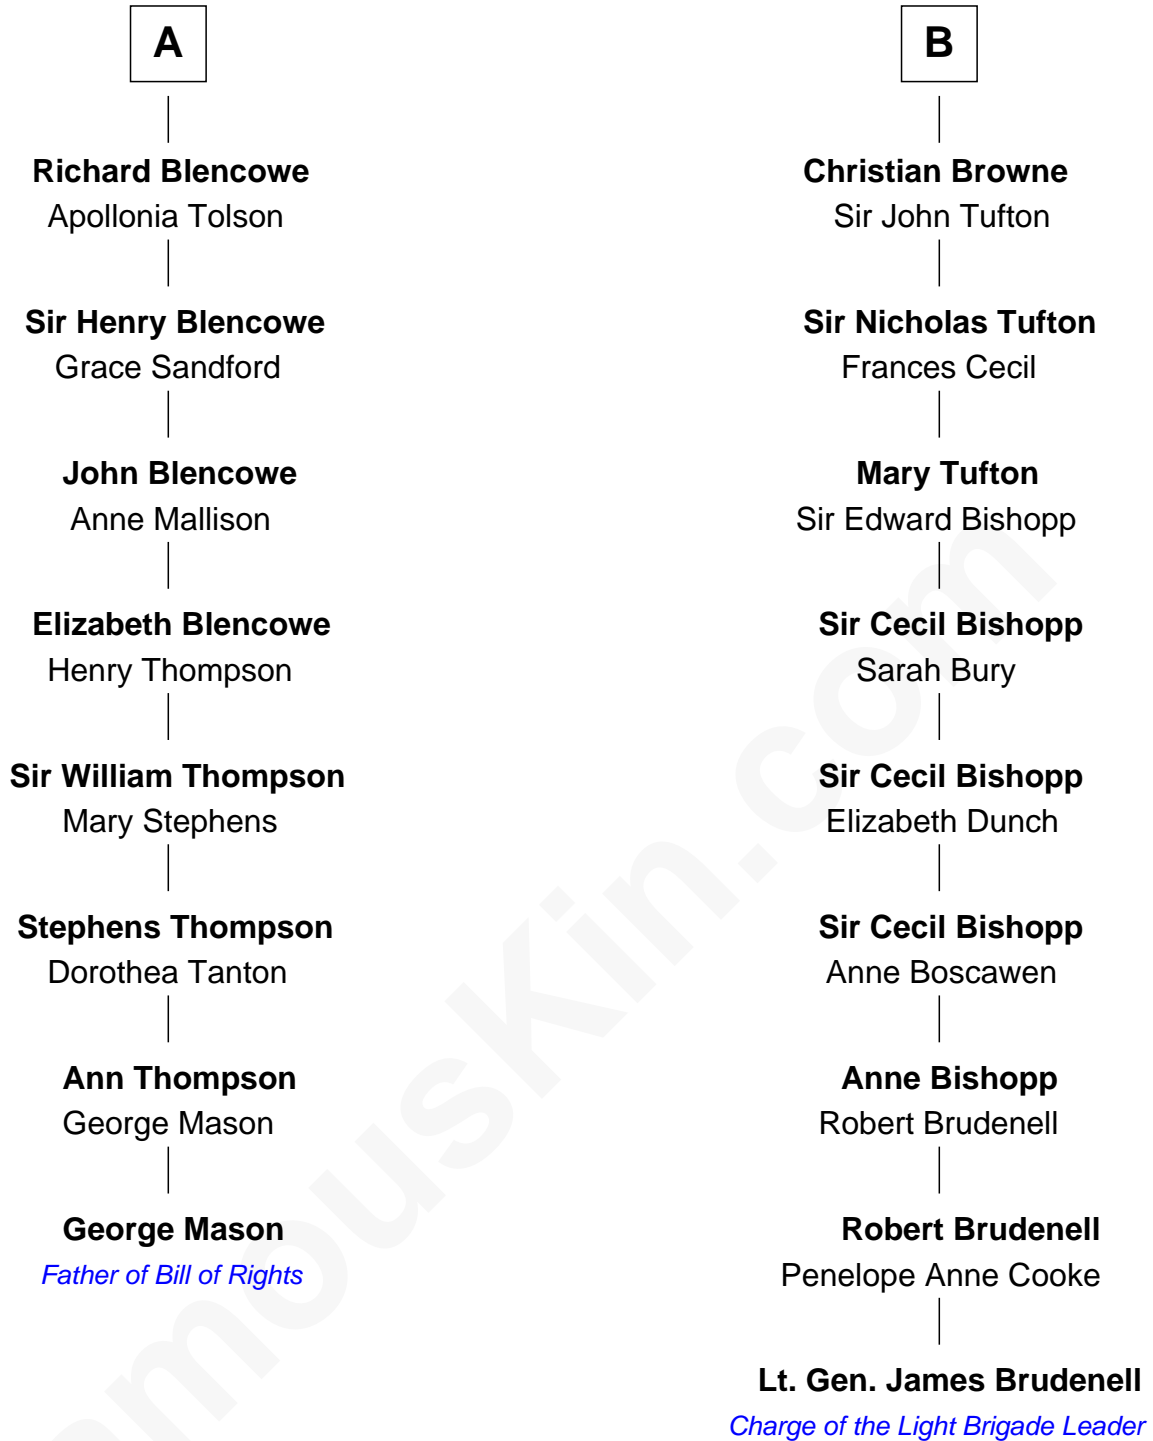 A
Richard Blencowe
Apollonia Tolson
Sir Henry Blencowe
Grace Sandford
John Blencowe
Anne Mallison
Elizabeth Blencowe
Henry Thompson
Sir William Thompson
Mary Stephens
Stephens Thompson
Dorothea Tanton
Ann Thompson
George Mason
George Mason
Father of Bill of Rights
B
Christian Browne
Sir John Tufton
Sir Nicholas Tufton
Frances Cecil
Mary Tufton
Sir Edward Bishopp
Sir Cecil Bishopp
Sarah Bury
Sir Cecil Bishopp
Elizabeth Dunch
Sir Cecil Bishopp
Anne Boscawen
Anne Bishopp
Robert Brudenell
Robert Brudenell
Penelope Anne Cooke
Lt. Gen. James Brudenell
Charge of the Light Brigade Leader
amouskin.com